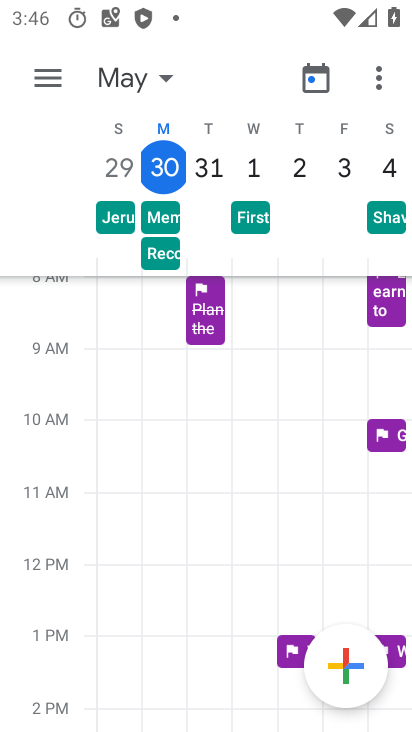 3:46
May
S M T W T F S
29 30 31 1 2 3 4
Jeru Mem First Shav
Reco
8 AM
Plan
the
earn
to
9 AM
10 AM
G
11 AM
12 PM
1 PM
W
2 PM